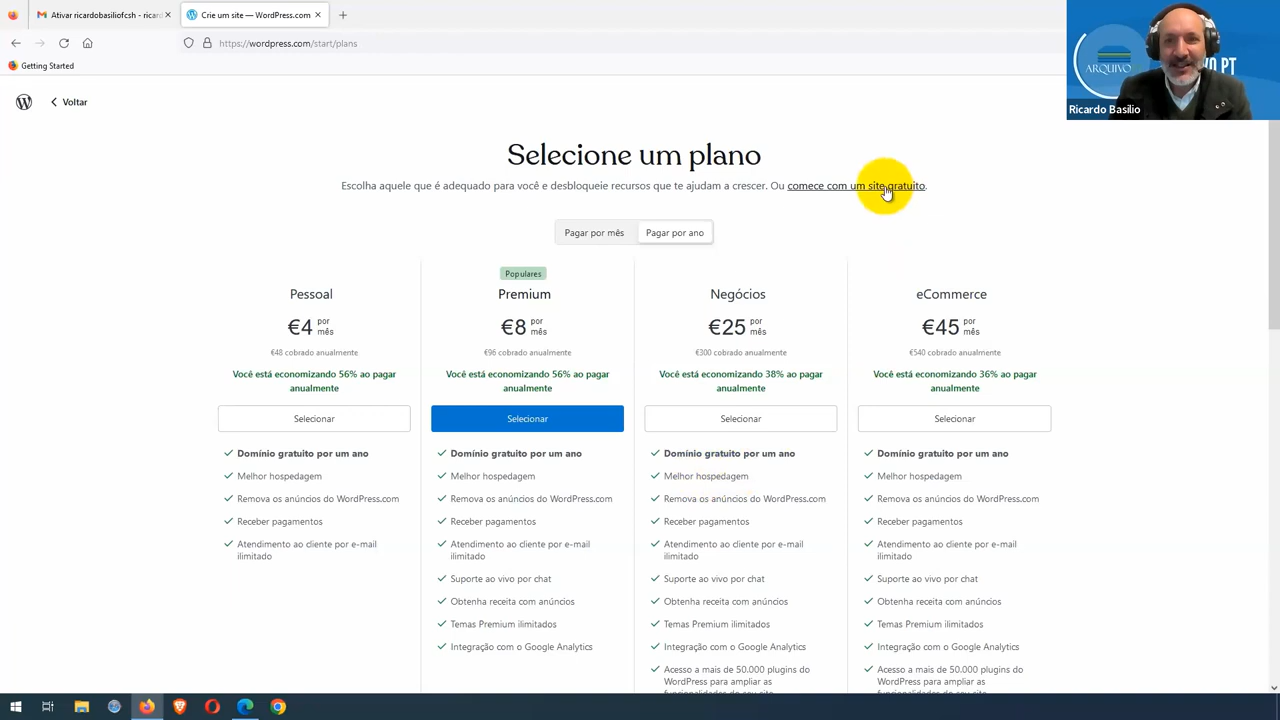 Ativar ricardobasiliofcsh - ricard
Crie um site — WordPress.com
https://wordpress.com/start/plans
Getting Started
ARQUIVO
VO PT
Ricardo Basílio
Voltar
Selecione um plano
Escolha aquele que é adequado para você e desbloqueie recursos que te ajudam a crescer. Ou comece com um site gratuito.
Pagar por mês
Pagar por ano
Pessoal
€4 por mês
€48 cobrado anualmente
Você está economizando 56% ao pagar
anualmente
Selecionar
Domínio gratuito por um ano
Melhor hospedagem
Remova os anúncios do WordPress.com
Receber pagamentos
Atendimento ao cliente por e-mail
ilimitado
Populares
Premium
€8 por mês
€96 cobrado anualmente
Você está economizando 56% ao pagar
anualmente
Selecionar
Domínio gratuito por um ano
Melhor hospedagem
Remova os anúncios do WordPress.com
Receber pagamentos
Atendimento ao cliente por e-mail
ilimitado
Suporte ao vivo por chat
Obtenha receita com anúncios
Temas Premium ilimitados
Integração com o Google Analytics
Negócios
€25 por mês
€300 cobrado anualmente
Você está economizando 38% ao pagar
anualmente
Selecionar
Domínio gratuito por um ano
Melhor hospedagem
Remova os anúncios do WordPress.com
Receber pagamentos
Atendimento ao cliente por e-mail
ilimitado
Suporte ao vivo por chat
Obtenha receita com anúncios
Temas Premium ilimitados
Integração com o Google Analytics
Acesso a mais de 50.000 plugins do
WordPress para ampliar as
funcionalidades do seu site
eCommerce
€45 por mês
€540 cobrado anualmente
Você está economizando 36% ao pagar
anualmente
Selecionar
Domínio gratuito por um ano
Melhor hospedagem
Remova os anúncios do WordPress.com
Receber pagamentos
Atendimento ao cliente por e-mail
ilimitado
Suporte ao vivo por chat
Obtenha receita com anúncios
Temas Premium ilimitados
Integração com o Google Analytics
Acesso a mais de 50.000 plugins do
WordPress para ampliar as
funcionalidades do seu site